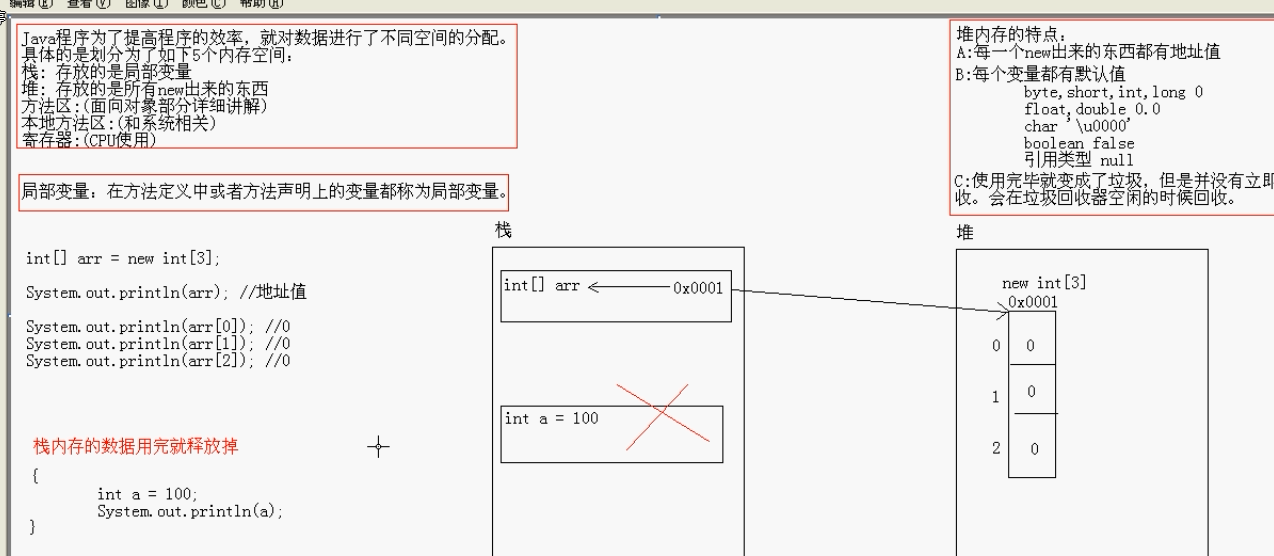 编辑(E) 查看(V) 图像(I) 颜色(C) 帮助(H)
Java程序为了提高程序的效率，就对数据进行了不同空间的分配。
具体的是划分为了如下5个内存空间：
栈：存放的是局部变量
堆：存放的是所有new出来的东西
方法区:(面向对象部分详细讲解)
本地方法区:(和系统相关)
寄存器:(CPU使用)
局部变量：在方法定义中或者方法声明上的变量都称为局部变量。
int[] arr = new int[3];
System.out.println(arr); //地址值
System.out.println(arr[0]); //0
System.out.println(arr[1]); //0
System.out.println(arr[2]); //0
栈内存的数据用完就释放掉
{
int a = 100;
System.out.println(a);
}
栈
int[] arr
0x0001
int a = 100
堆内存的特点：
A:每一个new出来的东西都有地址值
B:每个变量都有默认值
byte,short,int,long 0
float,double 0.0
char '\u0000'
boolean false
引用类型 null
C:使用完毕就变成了垃圾，但是并没有立即
收。会在垃圾回收器空闲的时候回收。
堆
new int[3]
0x0001
0 0
1 0
2 0